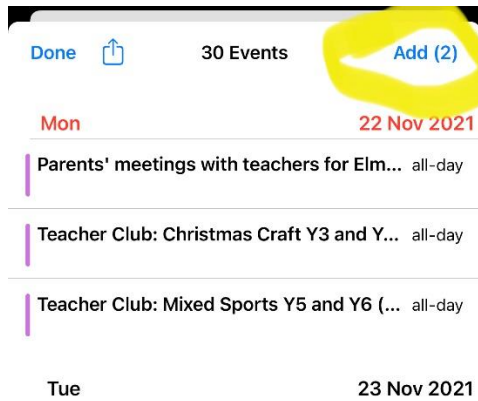 Done 30 Events Add (2)
Mon 22 Nov 2021
Parents' meetings with teachers for Elm... all-day
Teacher Club: Christmas Craft Y3 and Y... all-day
Teacher Club: Mixed Sports Y5 and Y6 (... all-day
Tue 23 Nov 2021